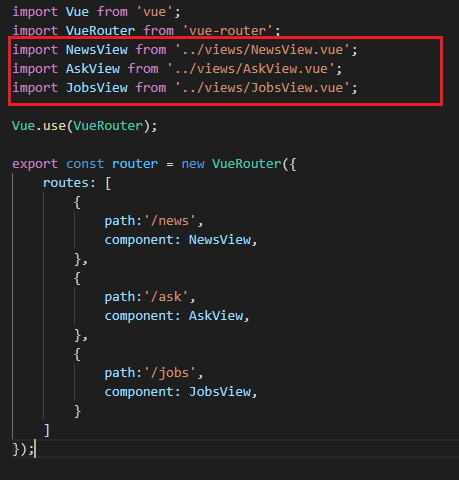 import Vue from 'vue';
import VueRouter from 'vue-router';
import NewsView from '../views/NewsView.vue';
import AskView from '../views/AskView.vue';
import JobsView from '../views/JobsView.vue';
Vue.use(VueRouter);
export const router = new VueRouter({
routes: [
{
path:'/news',
component: NewsView,
},
{
path:'/ask',
component: AskView,
},
{
path:'/jobs',
component: JobsView,
}
]
});